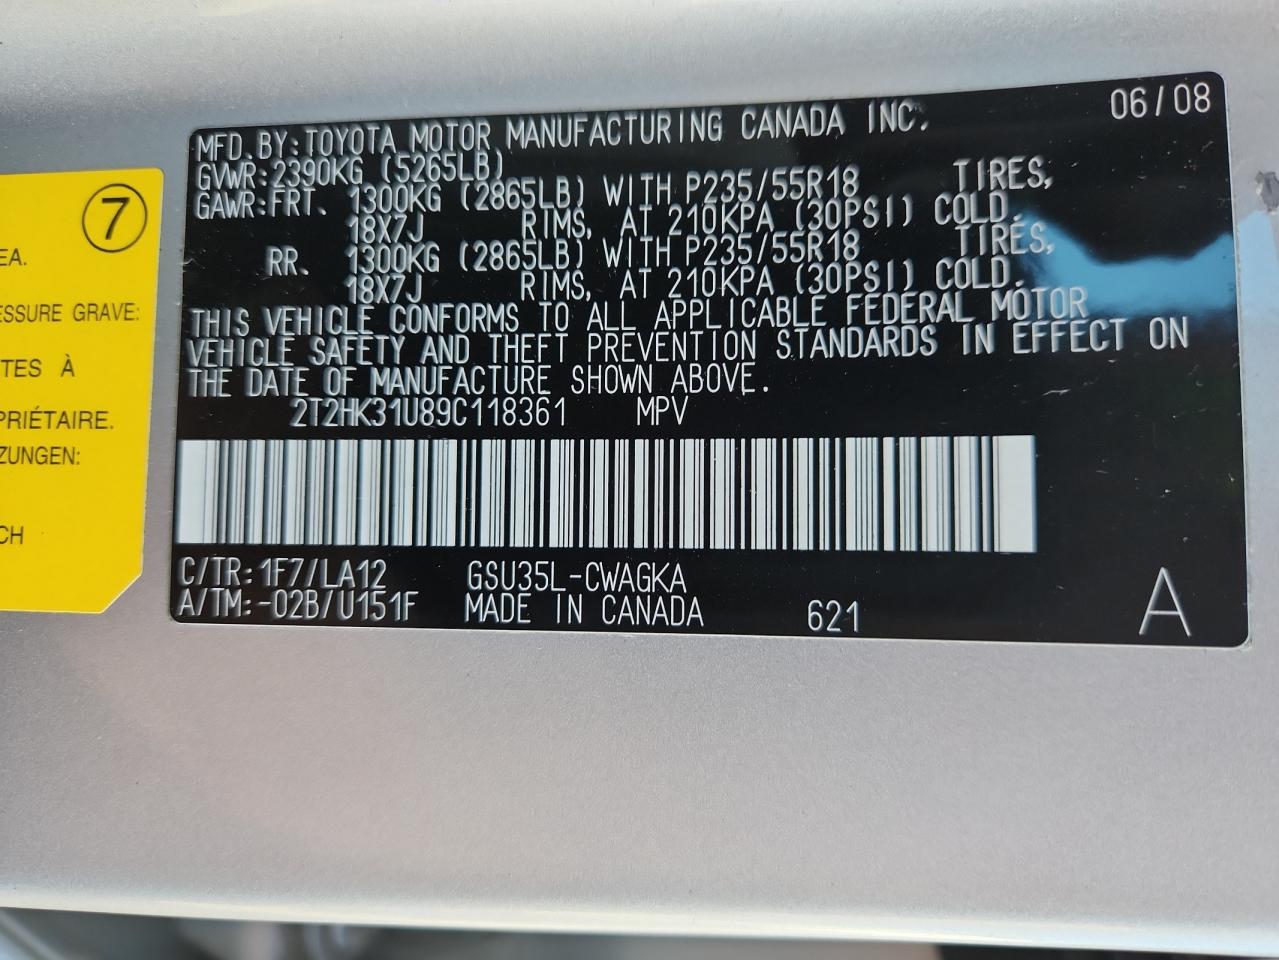 7
EA.
ESSURE GRAVE:
TES À
PRIÉTAIRE.
ZUNGEN:
CH
MFD. BY: TOYOTA MOTOR MANUFACTURING CANADA INC. 06/08
GVWR: 2390KG (5265LB)
GAWR: FRT. 1300KG (2865LB) WITH P235/55R18 TIRES,
18X7J RIMS, AT 210KPA (30PSI) COLD.
RR. 1300KG (2865LB) WITH P235/55R18 TIRES,
18X7J RIMS, AT 210KPA (30PSI) COLD.
THIS VEHICLE CONFORMS TO ALL APPLICABLE FEDERAL MOTOR
VEHICLE SAFETY AND THEFT PREVENTION STANDARDS IN EFFECT ON
THE DATE OF MANUFACTURE SHOWN ABOVE.
2T2HK31U89C118361 MPV
C/TR: 1F7/LA12 GSU35L-CWAGKA
A/TM: -02B/U151F MADE IN CANADA 621 A